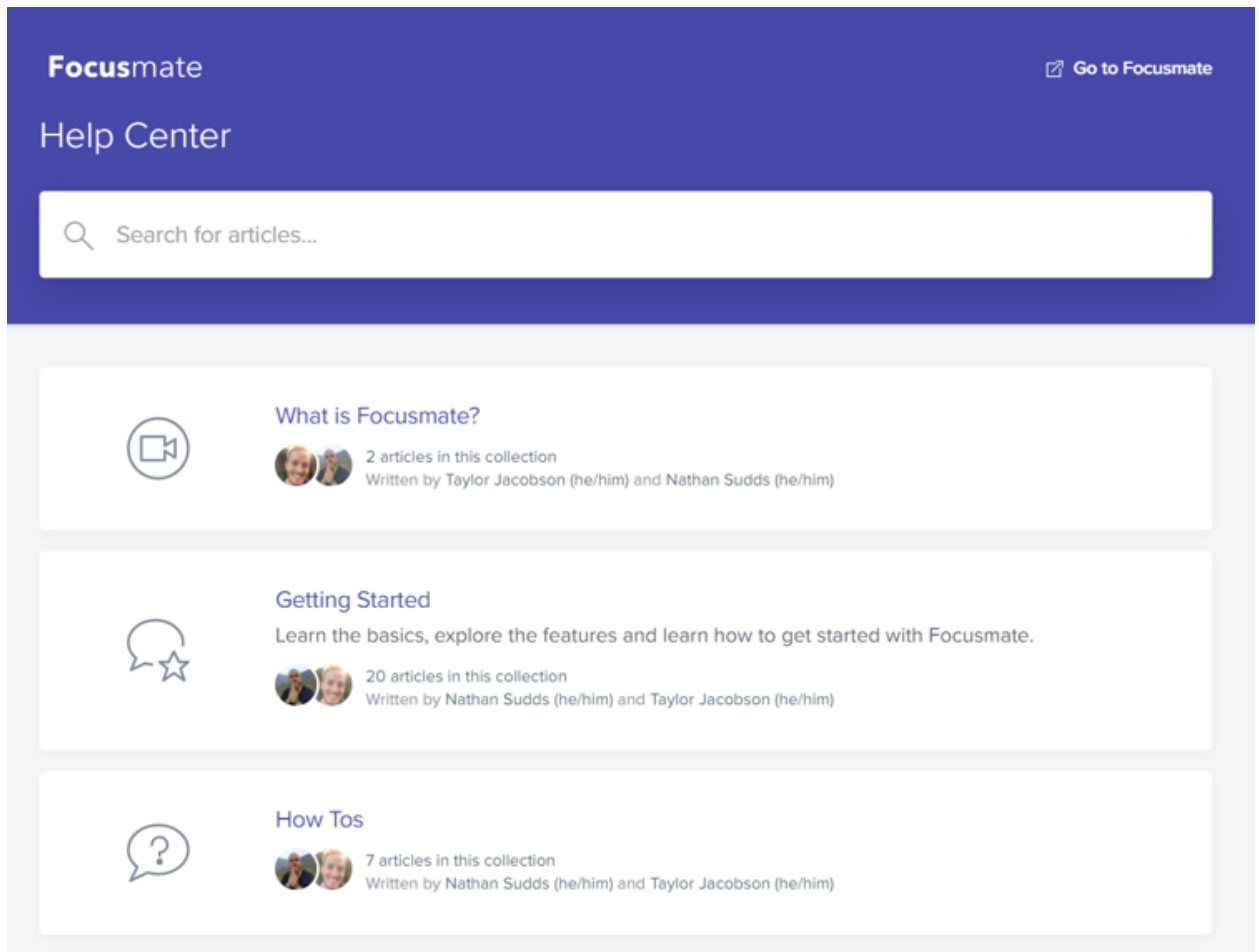 Focusmate
Go to Focusmate
Help Center
Search for articles...
What is Focusmate?
2 articles in this collection
Written by Taylor Jacobson (he/him) and Nathan Sudds (he/him)
Getting Started
Learn the basics, explore the features and learn how to get started with Focusmate.
20 articles in this collection
Written by Nathan Sudds (he/him) and Taylor Jacobson (he/him)
How Tos
7 articles in this collection
Written by Nathan Sudds (he/him) and Taylor Jacobson (he/him)